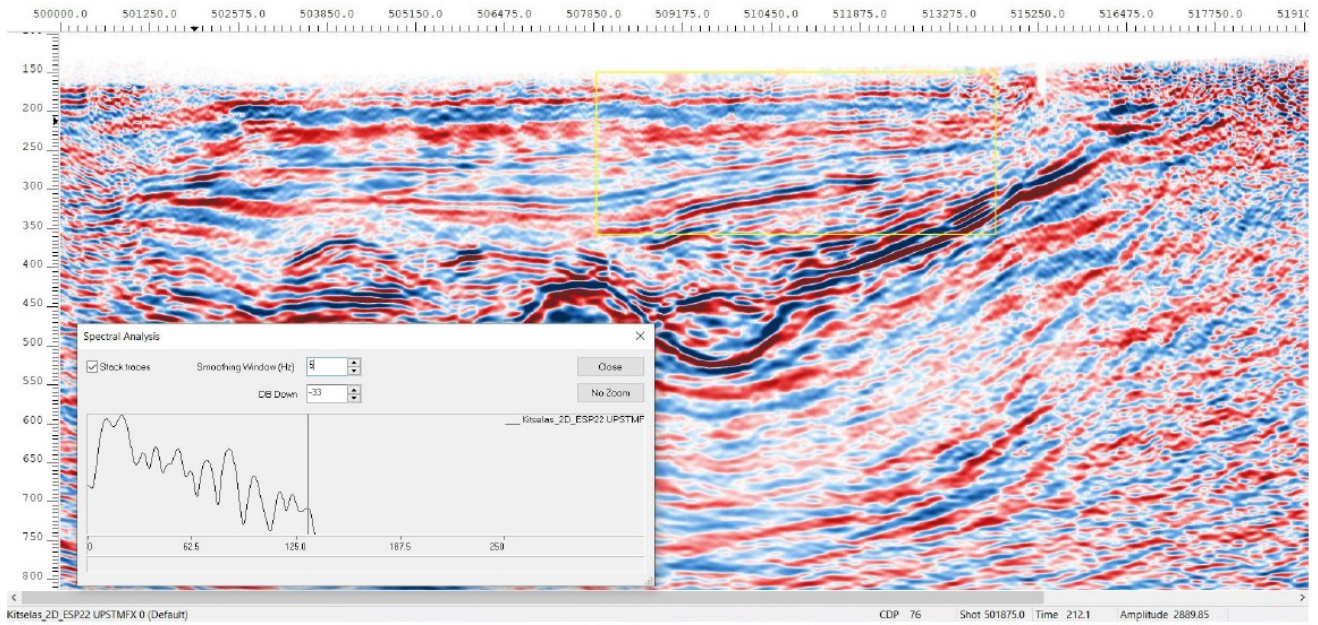 500000.0 501250.0 502575.0 503850.0 505150.0 506475.0 507850.0 509175.0 510450.0 511875.0 513275.0 515250.0 516475.0 517750.0 51910
150
200
250
300
350
400
450
500
550
600
650
700
750
800
Spectral Analysis
Stack traces Smoothing Window (Hz) 5 Close
DB Down -33 No Zoom
Kitselas_2D_ESP22 UPSTMF
0 62.5 125.0 187.5 250
Kitselas_2D_ESP22 UPSTMFX 0 (Default) CDP 76 Shot 501875.0 Time 212.1 Amplitude 2889.85